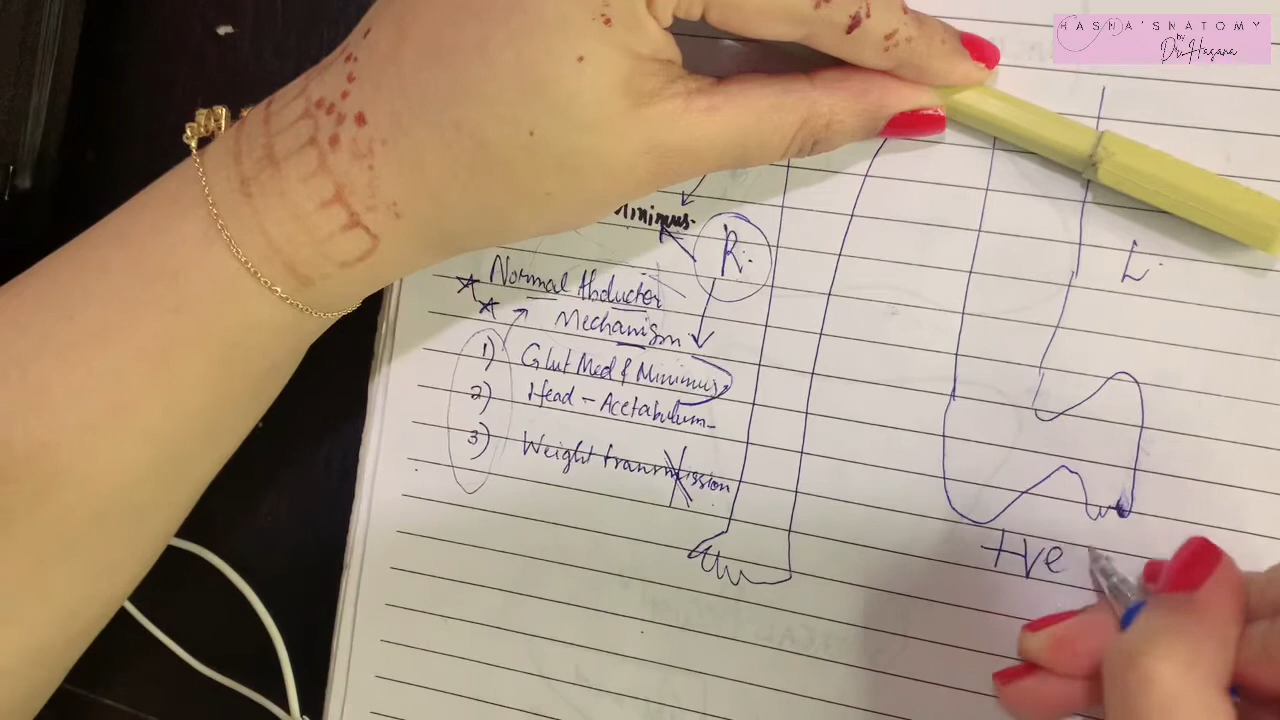 HASNA'SNATOMY
by
Dr. Hasana
Minimus.
R.
L.
Normal Abductor
Mechanism
1) Glut Med & Minimus
2) Head - Acetabulum
3) Weight transmission
+ve